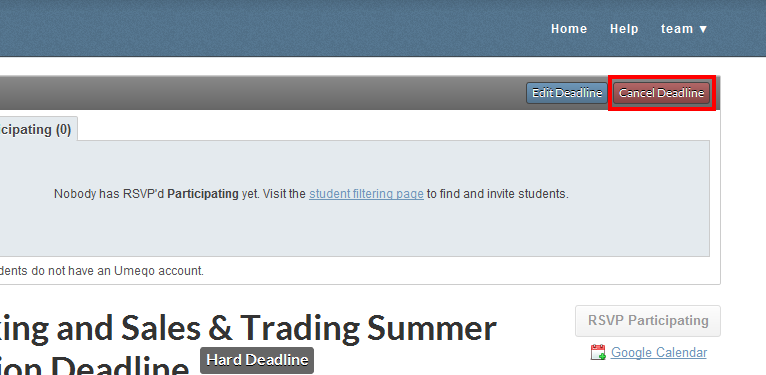 Home Help team ▼
Edit Deadline Cancel Deadline
cipating (0)
Nobody has RSVP'd Participating yet. Visit the student filtering page to find and invite students.
dents do not have an Umeqo account.
king and Sales & Trading Summer
RSVP Participating
ion Deadline Hard Deadline
Google Calendar